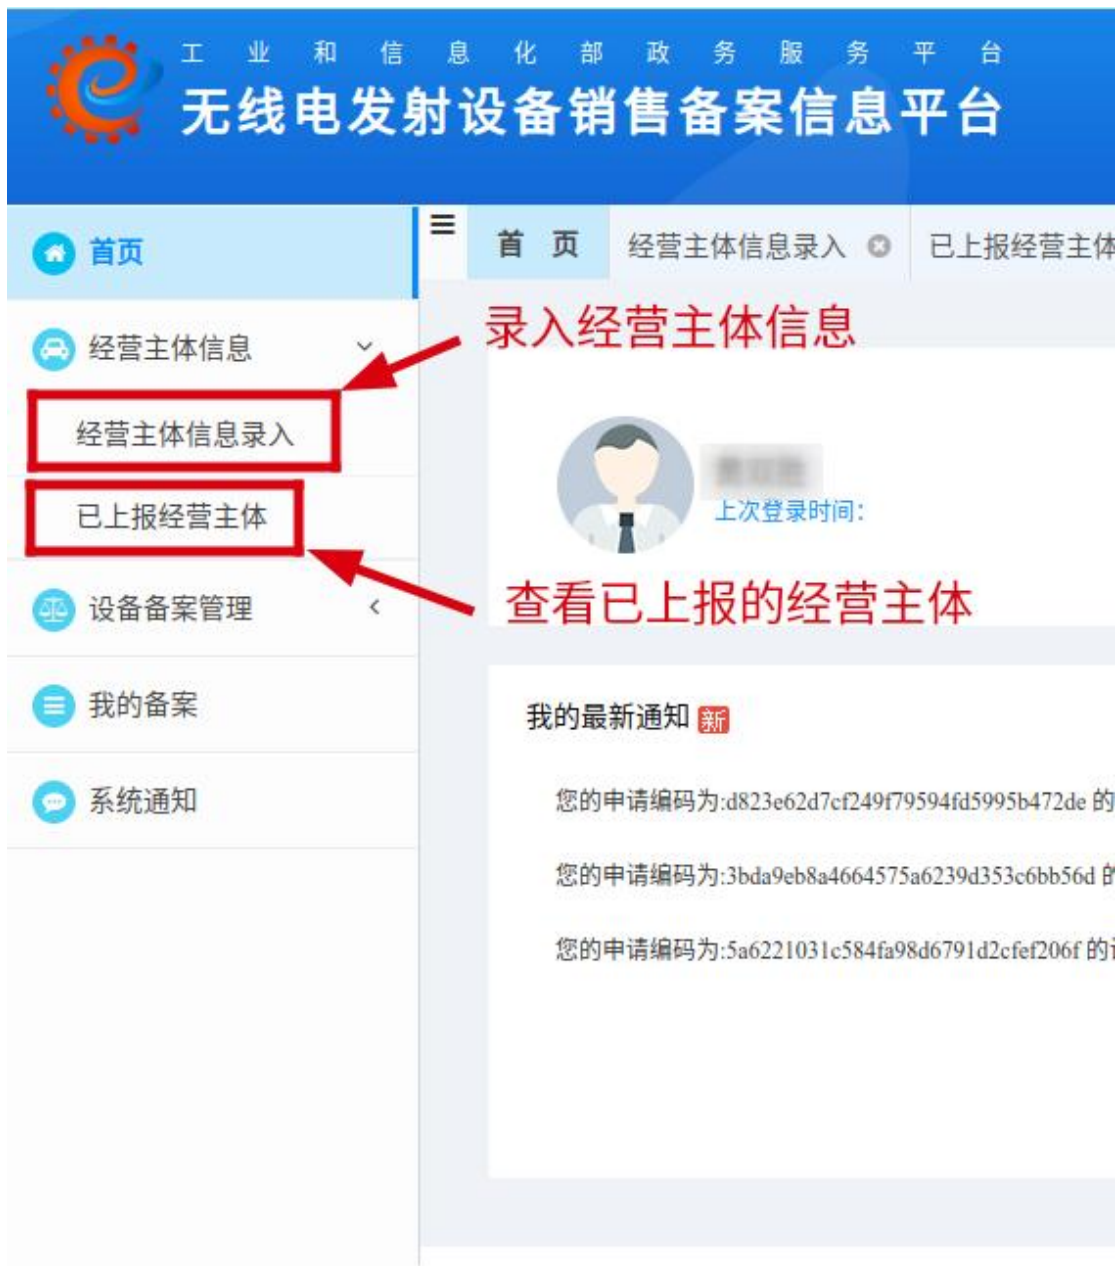 工业和信息化部政务服务平台
无线电发射设备销售备案信息平台
首页
首 页
经营主体信息录入
已上报经营主体
录入经营主体信息
经营主体信息
经营主体信息录入
已上报经营主体
上次登录时间:
查看已上报的经营主体
设备备案管理
我的备案
我的最新通知 新
系统通知
您的申请编码为:d823e62d7cf249f79594fd5995b472de 的
您的申请编码为:3bda9eb8a4664575a6239d353c6bb56d 的
您的申请编码为:5a6221031c584fa98d6791d2cfef206f 的